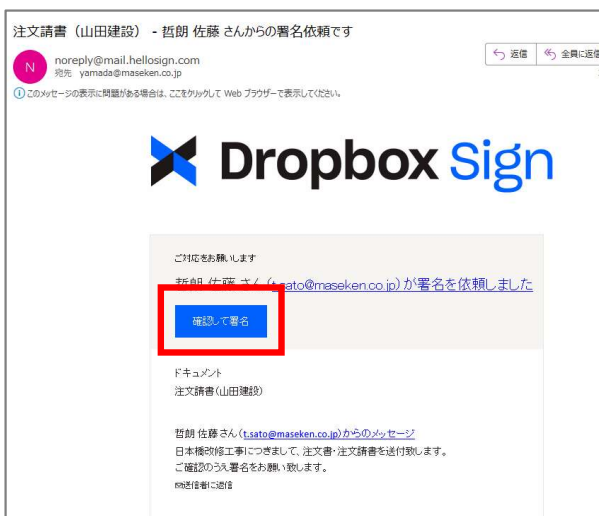 注文請書（山田建設） - 哲朗 佐藤 さんからの署名依頼です
返信
全員に返信
N
noreply@mail.hellosign.com
宛先 yamada@maseken.co.jp
このメッセージの表示に問題がある場合は、ここをクリックして Web ブラウザーで表示してください。
Dropbox Sign
ご対応をお願いします
哲朗 佐藤 さん (t.sato@maseken.co.jp) が署名を依頼しました
確認して署名
ドキュメント
注文請書(山田建設)
哲朗 佐藤 さん (t.sato@maseken.co.jp)からのメッセージ
日本橋改修工事につきまして、注文書・注文請書を送付致します。
ご確認のうえ署名をお願い致します。
送信者に返信